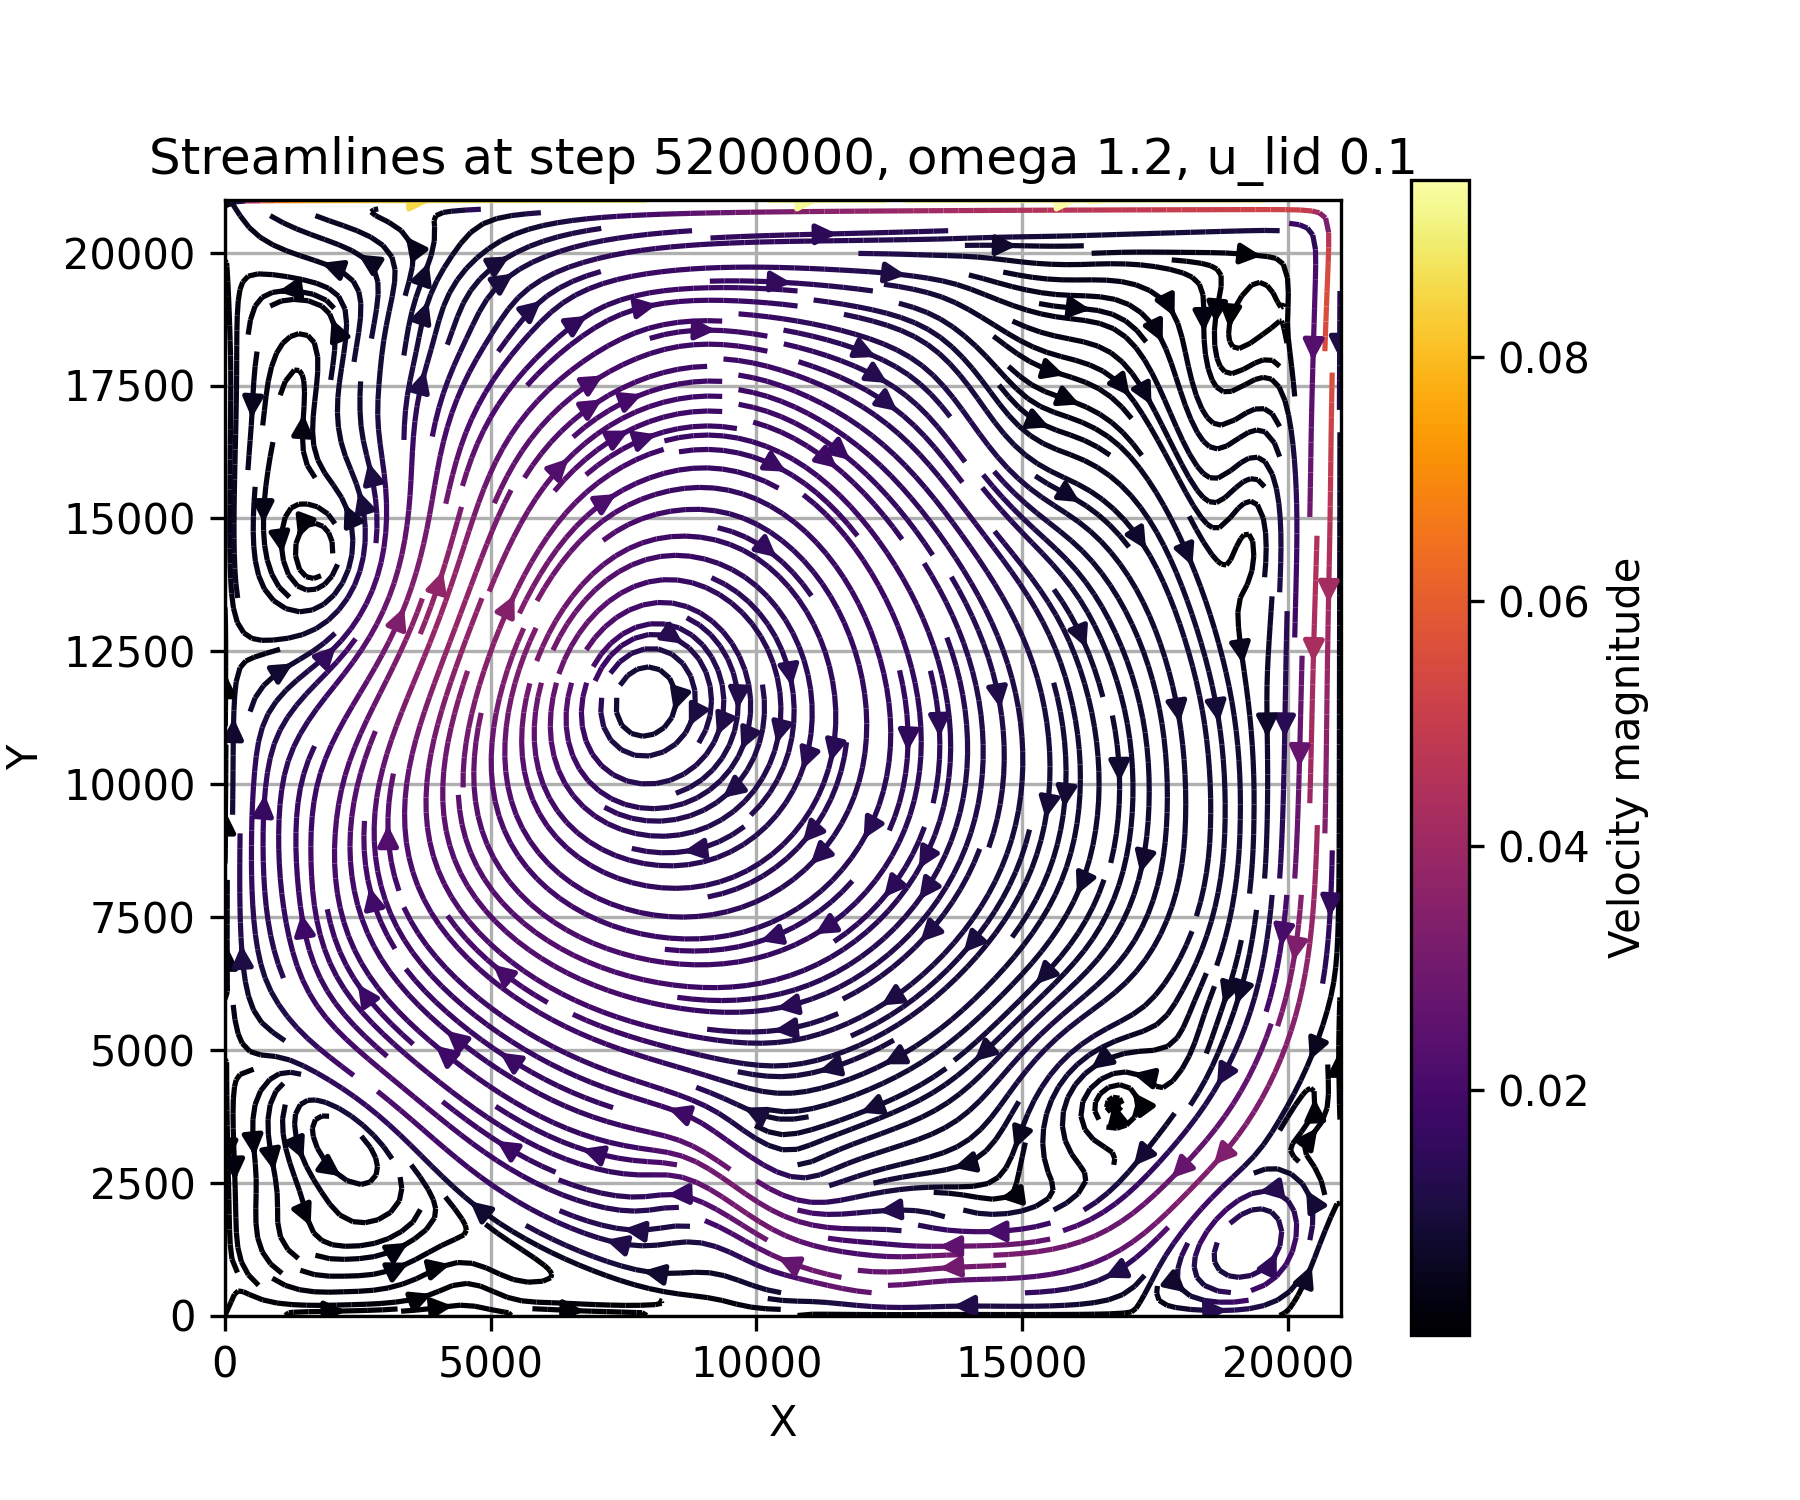 Streamlines at step 5200000, omega 1.2, u_lid 0.1
20000
17500
15000
12500
10000
7500
5000
2500
0
Y
0 5000 10000 15000 20000
X
0.08
0.06
0.04
0.02
Velocity magnitude